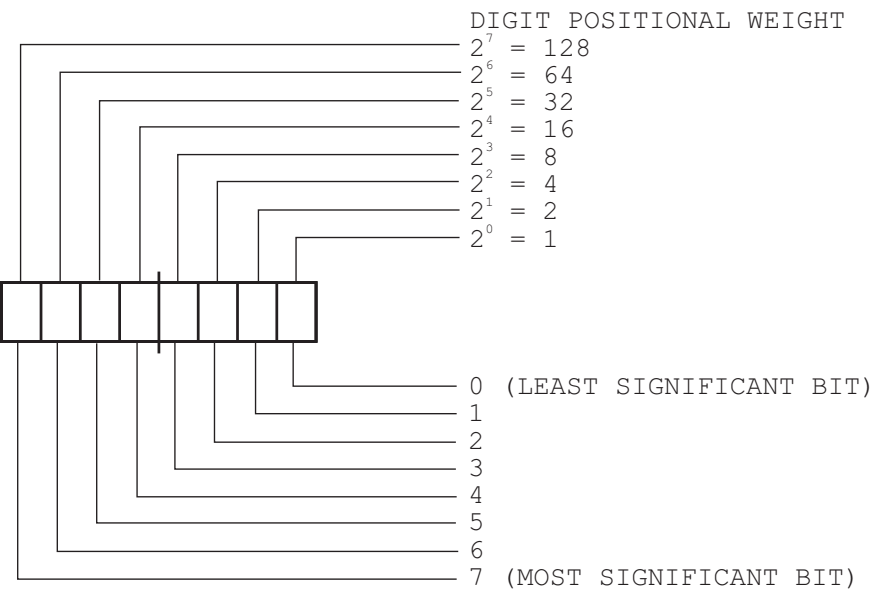 DIGIT POSITIONAL WEIGHT
2⁷ = 128
2⁶ = 64
2⁵ = 32
2⁴ = 16
2³ = 8
2² = 4
2¹ = 2
2⁰ = 1
0 (LEAST SIGNIFICANT BIT)
1
2
3
4
5
6
7 (MOST SIGNIFICANT BIT)